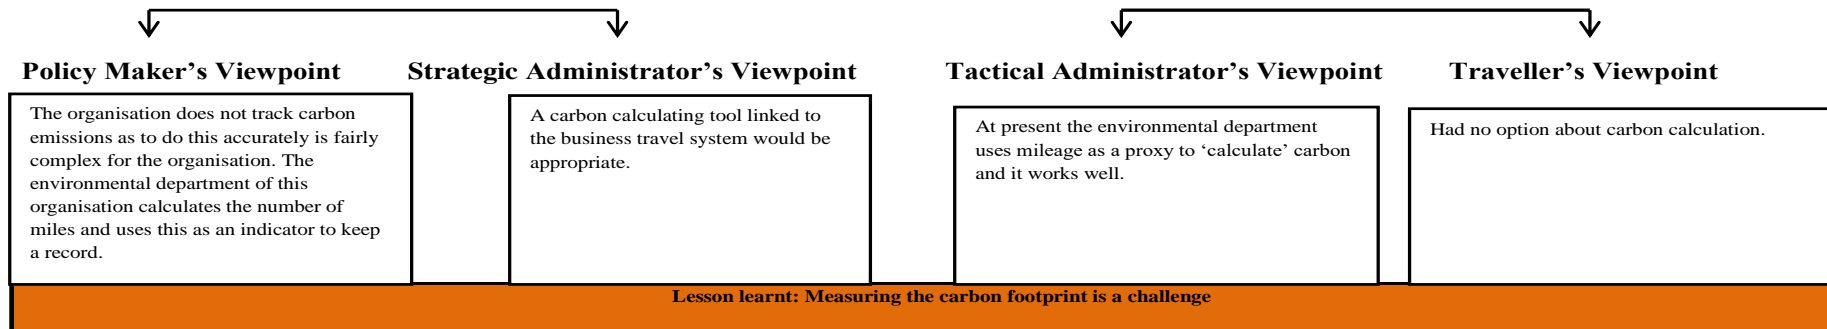 Policy Maker's Viewpoint
The organisation does not track carbon
emissions as to do this accurately is fairly
complex for the organisation. The
environmental department of this
organisation calculates the number of
miles and uses this as an indicator to keep
a record.
Strategic Administrator's Viewpoint
A carbon calculating tool linked to
the business travel system would be
appropriate.
Tactical Administrator's Viewpoint
At present the environmental department
uses mileage as a proxy to ‘calculate’ carbon
and it works well.
Traveller's Viewpoint
Had no option about carbon calculation.
Lesson learnt: Measuring the carbon footprint is a challenge